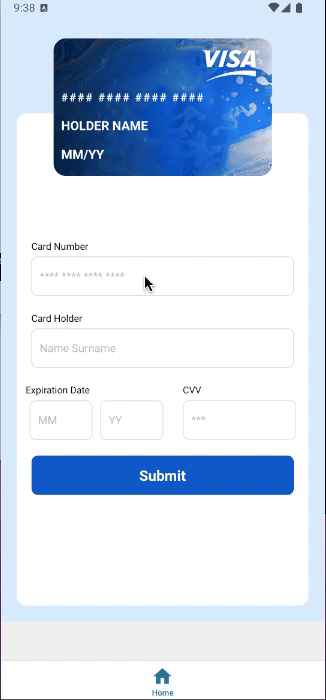 9:38 A
VISA
#### #### #### ####
HOLDER NAME
MM/YY
Card Number
**** **** **** ****
Card Holder
Name Surname
Expiration Date CVV
MM YY ***
Submit
Home